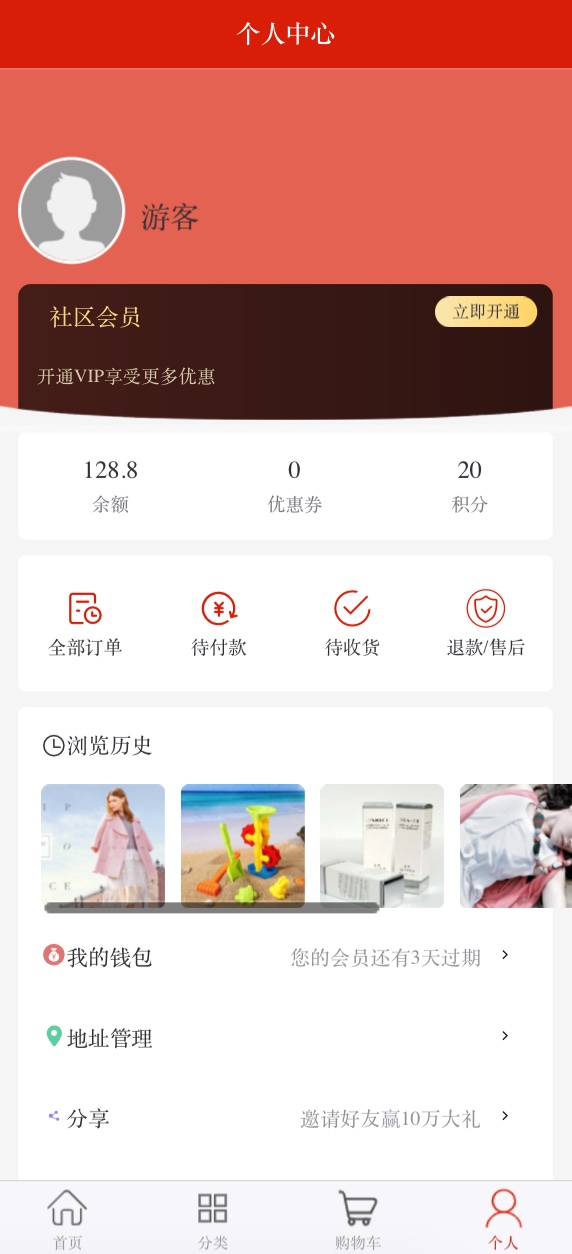 个人中心
游客
社区会员
立即开通
开通VIP享受更多优惠
128.8
0
20
余额
优惠券
积分
全部订单
待付款
待收货
退款/售后
浏览历史
I P
O
C E
我的钱包
您的会员还有3天过期
地址管理
分享
邀请好友赢10万大礼
首页
分类
购物车
个人